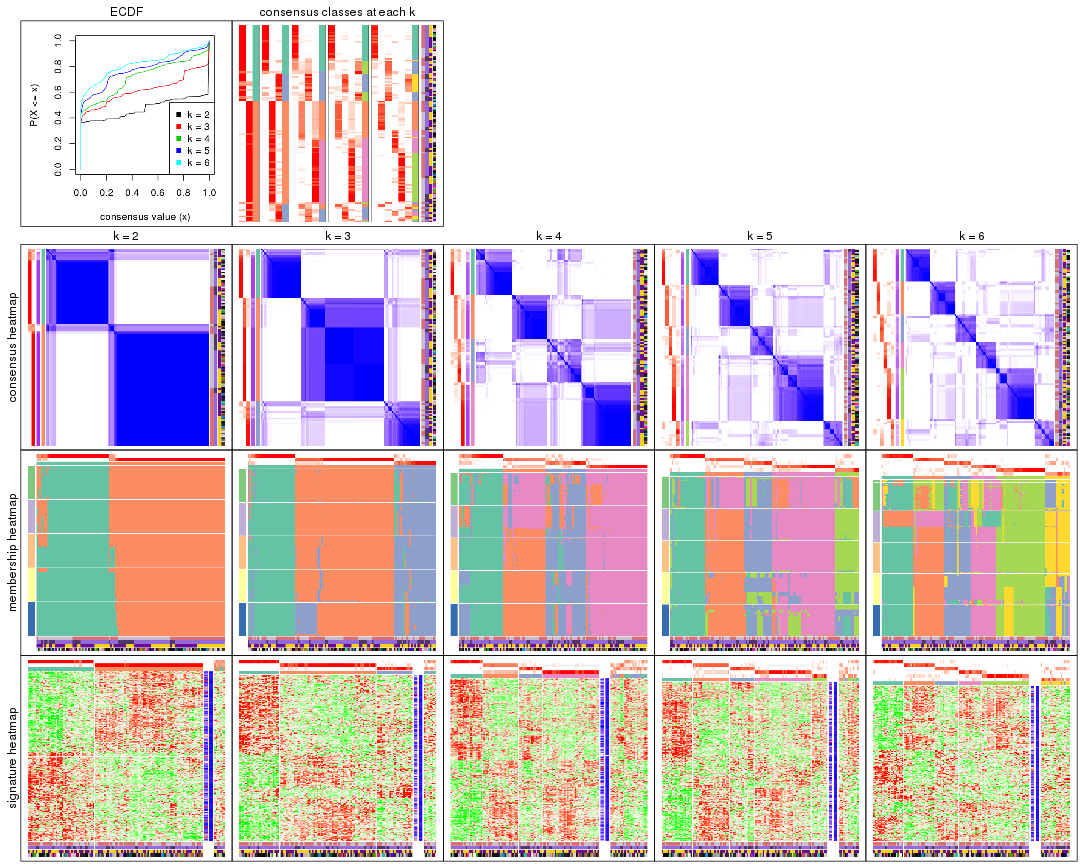 ECDF
consensus classes at each k
P(X <= x)
1.0
0.8
0.6
0.4
0.2
0.0
k = 2
k = 3
k = 4
k = 5
k = 6
0.0 0.2 0.4 0.6 0.8 1.0
consensus value (x)
k = 2
k = 3
k = 4
k = 5
k = 6
consensus heatmap
membership heatmap
signature heatmap